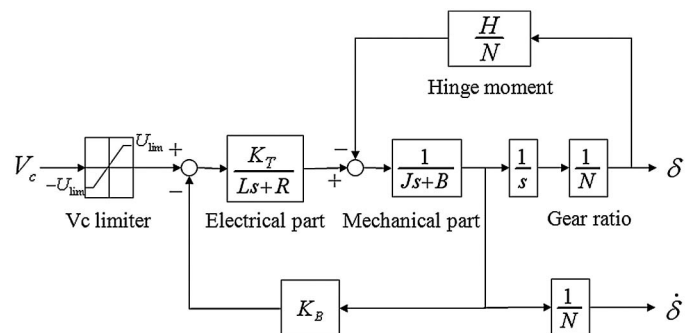 H
N
Hinge moment
−
V_c
U_lim
−U_lim
Vc limiter
+
−
K_T
Ls+R
Electrical part
+
1
Js+B
Mechanical part
1
s
1
N
Gear ratio
δ
K_B
1
N
δ̇